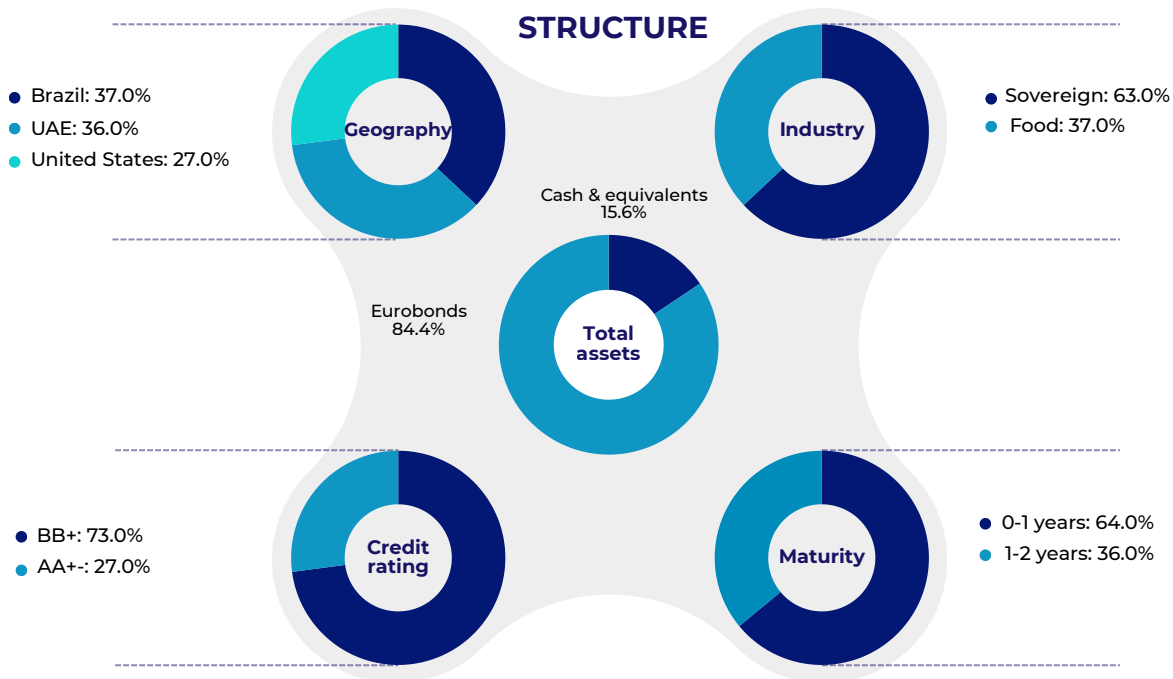 STRUCTURE
Brazil: 37.0%
UAE: 36.0%
United States: 27.0%
Geography
Industry
Sovereign: 63.0%
Food: 37.0%
Cash & equivalents
15.6%
Eurobonds
84.4%
Total
assets
BB+: 73.0%
AA+-: 27.0%
Credit
rating
Maturity
0-1 years: 64.0%
1-2 years: 36.0%